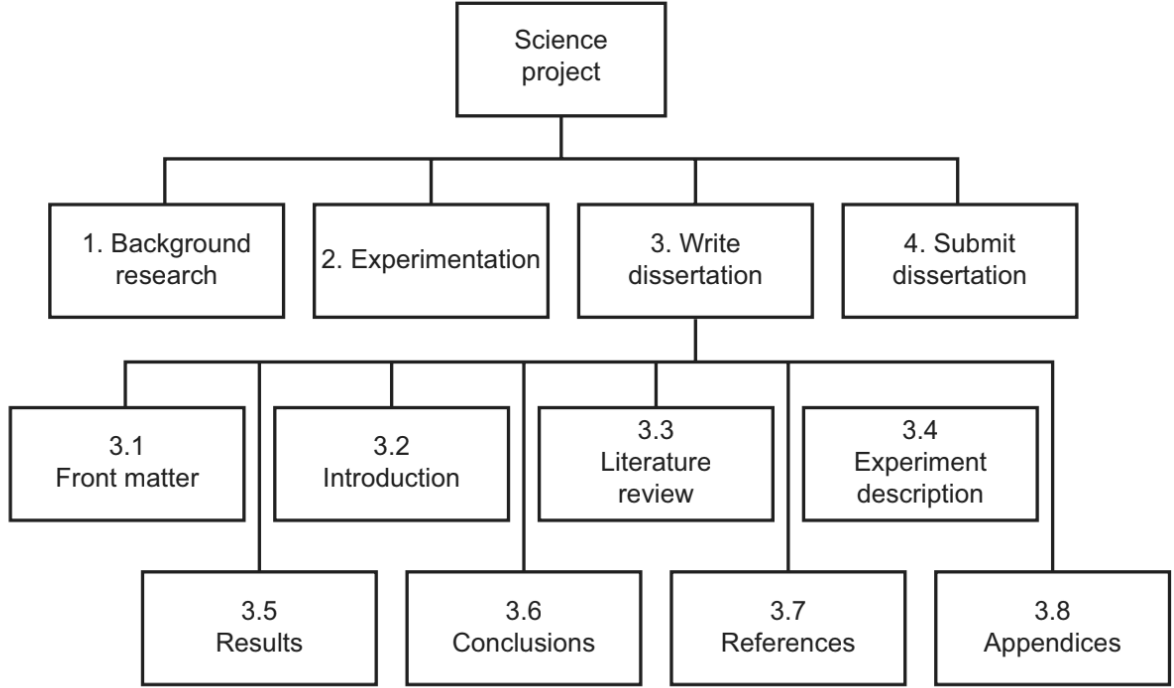 Science
project
1. Background
research
2. Experimentation
3. Write
dissertation
4. Submit
dissertation
3.1
Front matter
3.2
Introduction
3.3
Literature
review
3.4
Experiment
description
3.5
Results
3.6
Conclusions
3.7
References
3.8
Appendices